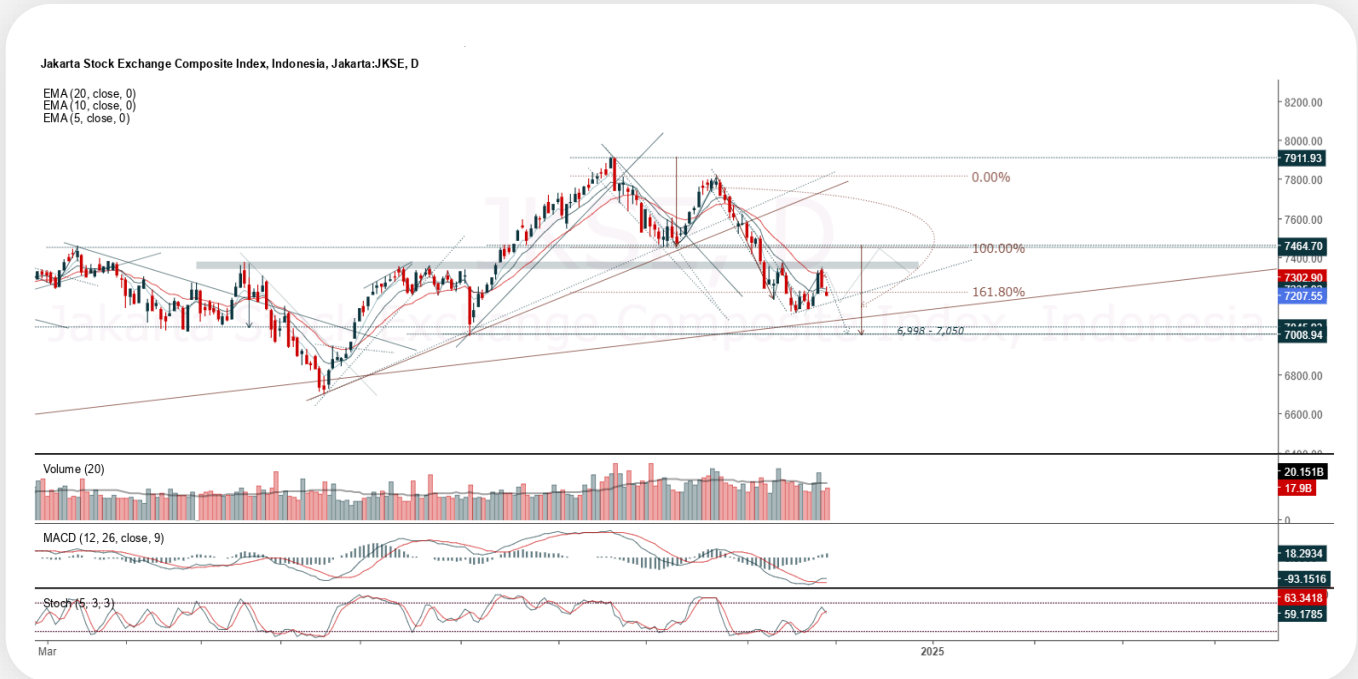 Jakarta Stock Exchange Composite Index, Indonesia, Jakarta:JKSE, D
EMA (20, close, 0)
EMA (10, close, 0)
EMA (5, close, 0)
8200.00
8000.00
7911.93
0.00%
7800.00
7600.00
7464.70
100.00%
7400.00
7302.90
161.80%
7207.55
6,998 - 7,050
7008.94
6800.00
6600.00
Volume (20)
20.151B
17.9B
0
MACD (12, 26, close, 9)
18.2934
-93.1516
Stoch (5, 3, 3)
63.3418
59.1785
Mar
2025